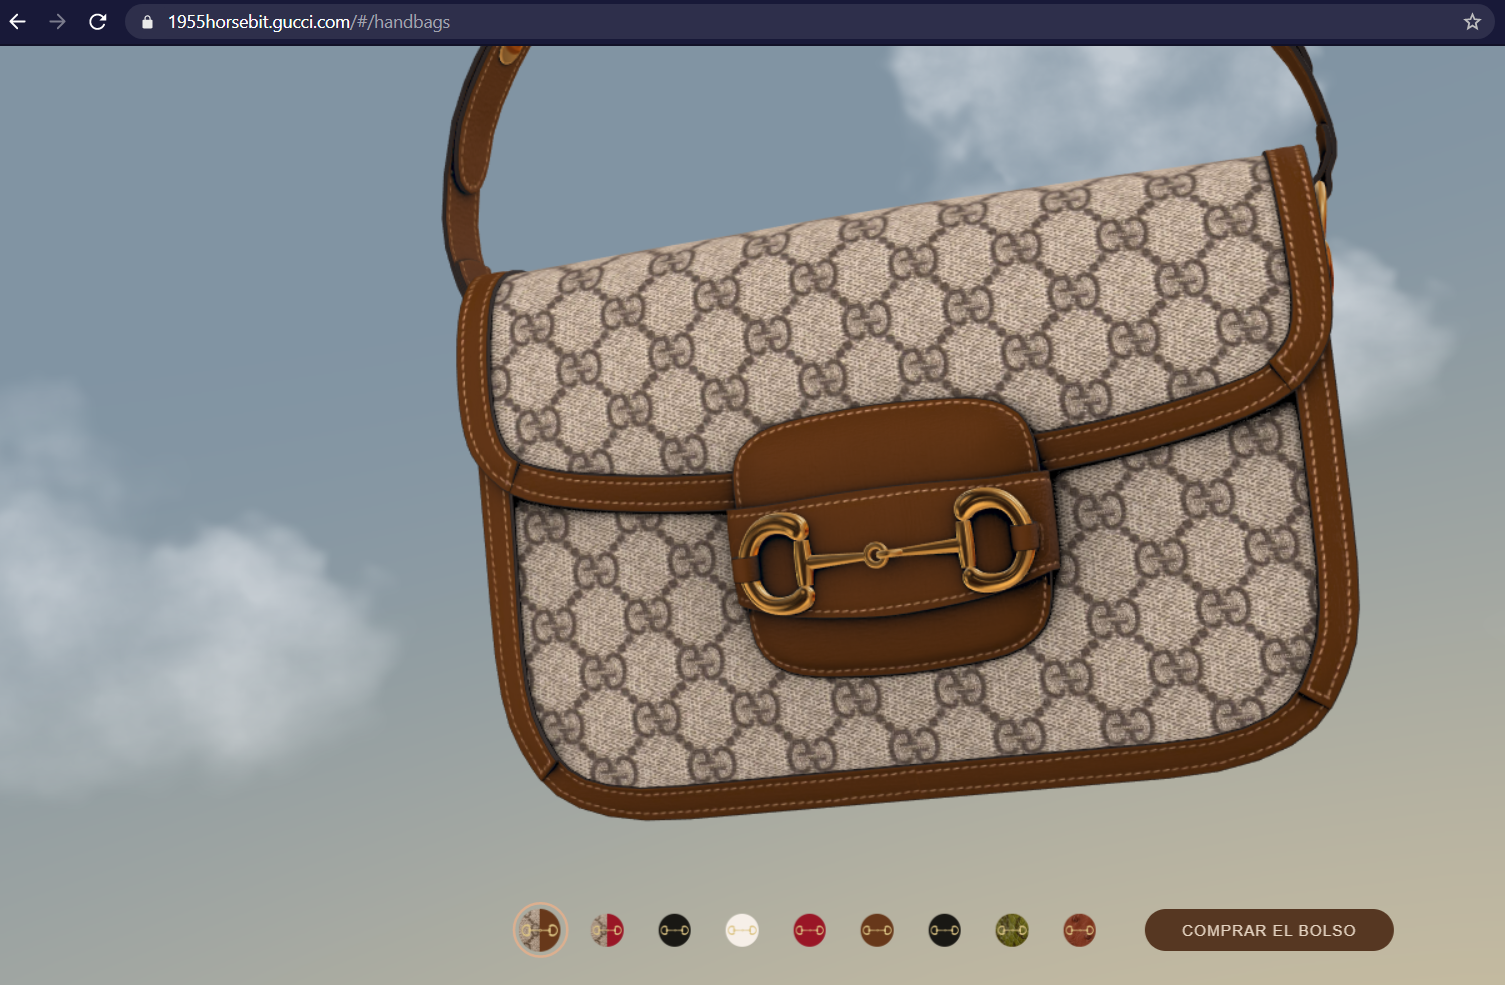 1955horsebit.gucci.com/#/handbags
COMPRAR EL BOLSO